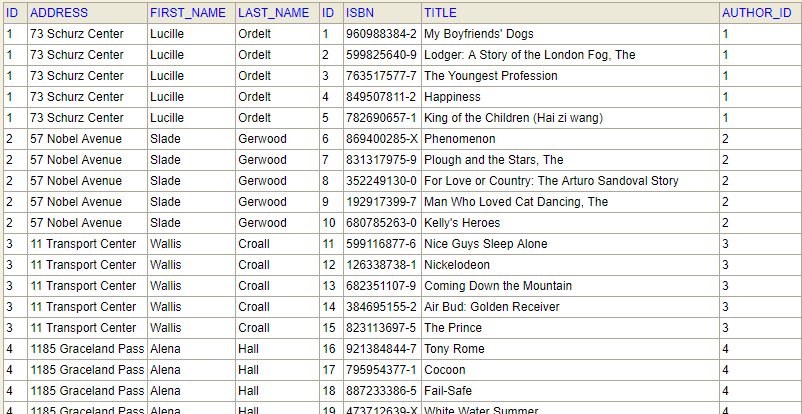 ID ADDRESS FIRST_NAME LAST_NAME ID ISBN TITLE AUTHOR_ID
1 73 Schurz Center Lucille Ordelt 1 960988384-2 My Boyfriends' Dogs 1
1 73 Schurz Center Lucille Ordelt 2 599825640-9 Lodger: A Story of the London Fog, The 1
1 73 Schurz Center Lucille Ordelt 3 763517577-7 The Youngest Profession 1
1 73 Schurz Center Lucille Ordelt 4 849507811-2 Happiness 1
1 73 Schurz Center Lucille Ordelt 5 782690657-1 King of the Children (Hai zi wang) 1
2 57 Nobel Avenue Slade Gerwood 6 869400285-X Phenomenon 2
2 57 Nobel Avenue Slade Gerwood 7 831317975-9 Plough and the Stars, The 2
2 57 Nobel Avenue Slade Gerwood 8 352249130-0 For Love or Country: The Arturo Sandoval Story 2
2 57 Nobel Avenue Slade Gerwood 9 192917399-7 Man Who Loved Cat Dancing, The 2
2 57 Nobel Avenue Slade Gerwood 10 680785263-0 Kelly's Heroes 2
3 11 Transport Center Wallis Croall 11 599116877-6 Nice Guys Sleep Alone 3
3 11 Transport Center Wallis Croall 12 126338738-1 Nickelodeon 3
3 11 Transport Center Wallis Croall 13 682351107-9 Coming Down the Mountain 3
3 11 Transport Center Wallis Croall 14 384695155-2 Air Bud: Golden Receiver 3
3 11 Transport Center Wallis Croall 15 823113697-5 The Prince 3
4 1185 Graceland Pass Alena Hall 16 921384844-7 Tony Rome 4
4 1185 Graceland Pass Alena Hall 17 795954377-1 Cocoon 4
4 1185 Graceland Pass Alena Hall 18 887233386-5 Fail-Safe 4
4 1185 Graceland Pass Alena Hall 19 473712639-X White Water Summer 4